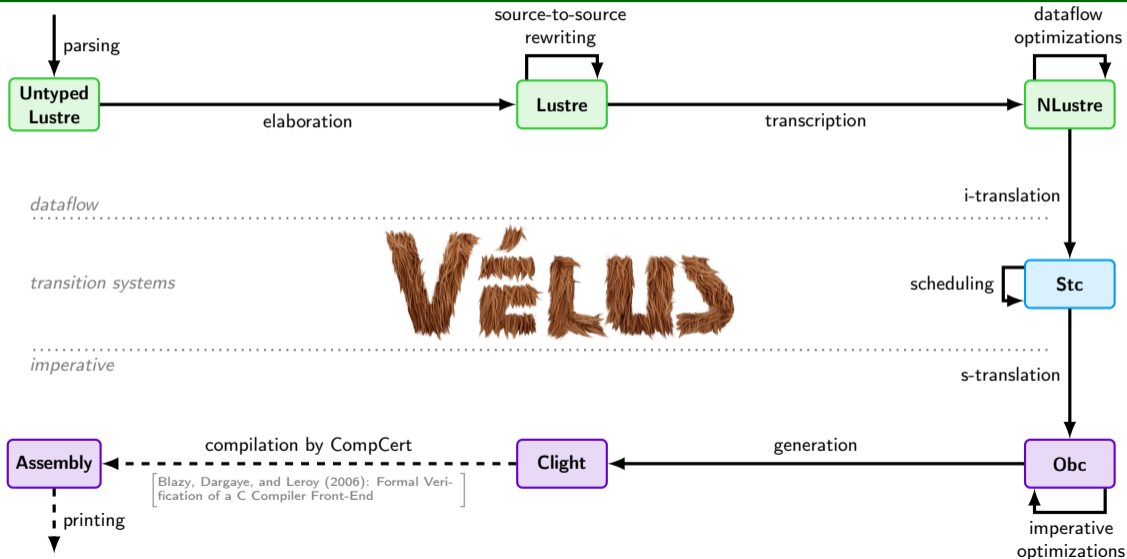 source-to-source
rewriting
dataflow
optimizations
parsing
Untyped
Lustre
Lustre
NLustre
elaboration
transcription
i-translation
dataflow
VÉLUS
transition systems
scheduling
Stc
imperative
s-translation
compilation by CompCert
generation
Assembly
Clight
Obc
Blazy, Dargaye, and Leroy (2006): Formal Veri-
fication of a C Compiler Front-End
printing
imperative
optimizations